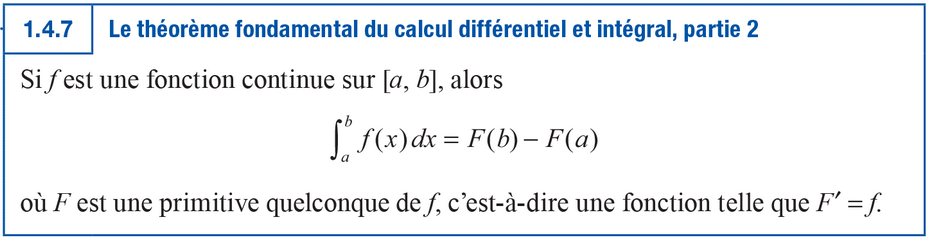 1.4.7 Le théorème fondamental du calcul différentiel et intégral, partie 2
Si f est une fonction continue sur [a, b], alors
∫_a^b f(x) dx = F(b) – F(a)
où F est une primitive quelconque de f, c’est-à-dire une fonction telle que F′ = f.